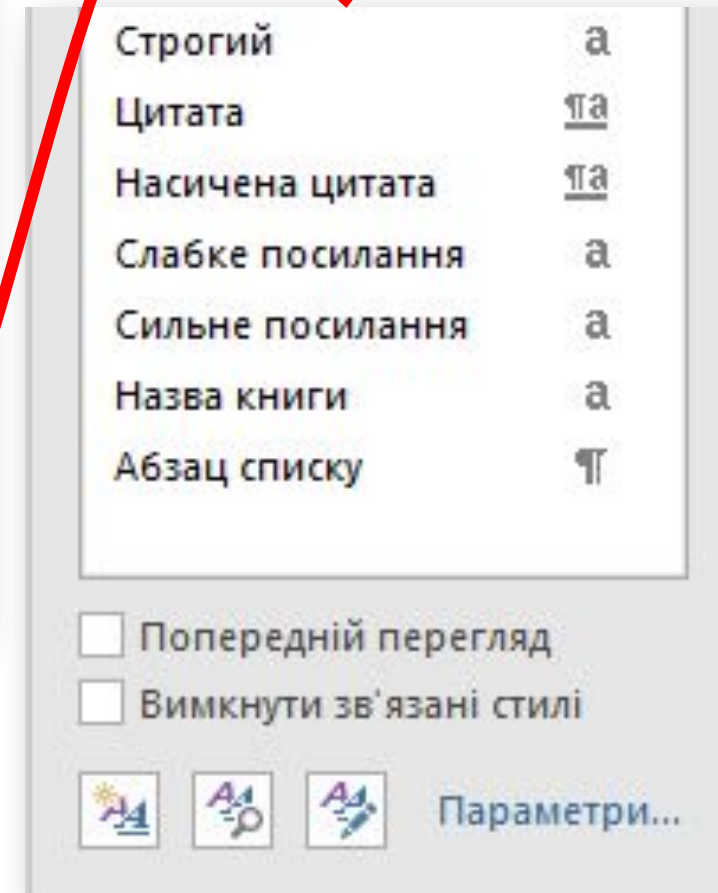 Строгий a
Цитата ¶a
Насичена цитата ¶a
Слабке посилання a
Сильне посилання a
Назва книги a
Абзац списку ¶
Попередній перегляд
Вимкнути зв'язані стилі
Параметри...